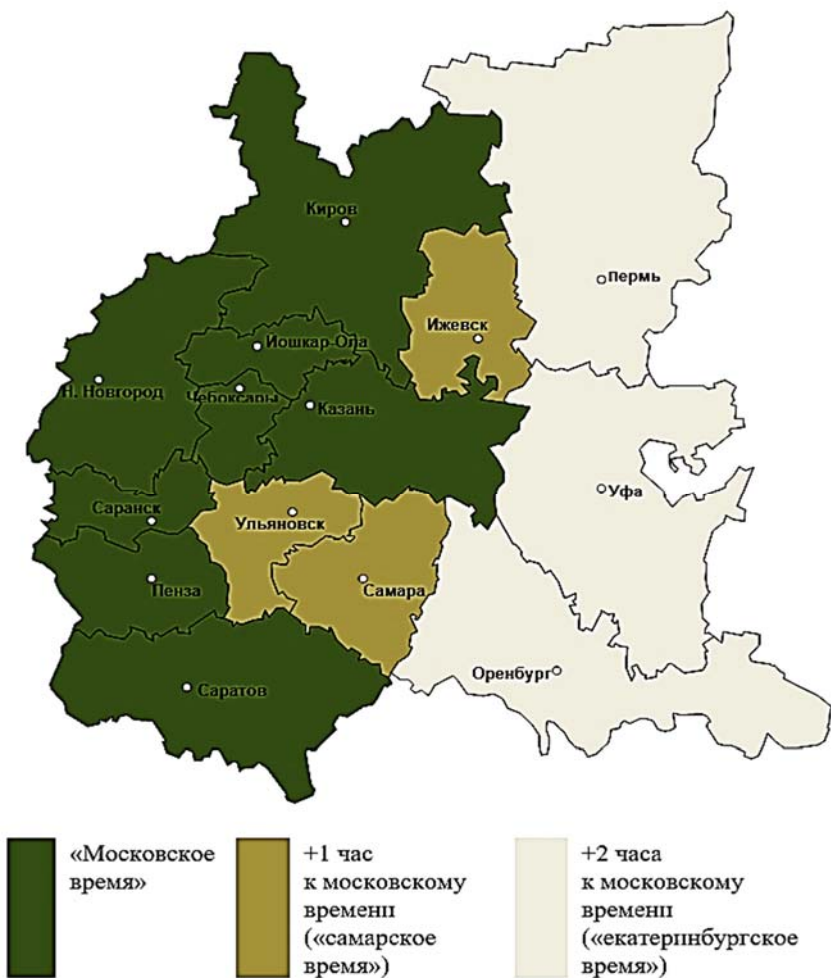 Киров
Пермь
Ижевск
Йошкар-Ола
Н. Новгород
Чебоксары
Казань
Уфа
Саранск
Ульяновск
Пенза
Самара
Оренбург
Саратов
«Московское
время»
+1 час
к московскому
времени
(«самарское
время»)
+2 часа
к московскому
времени
(«екатеринбургское
время»)